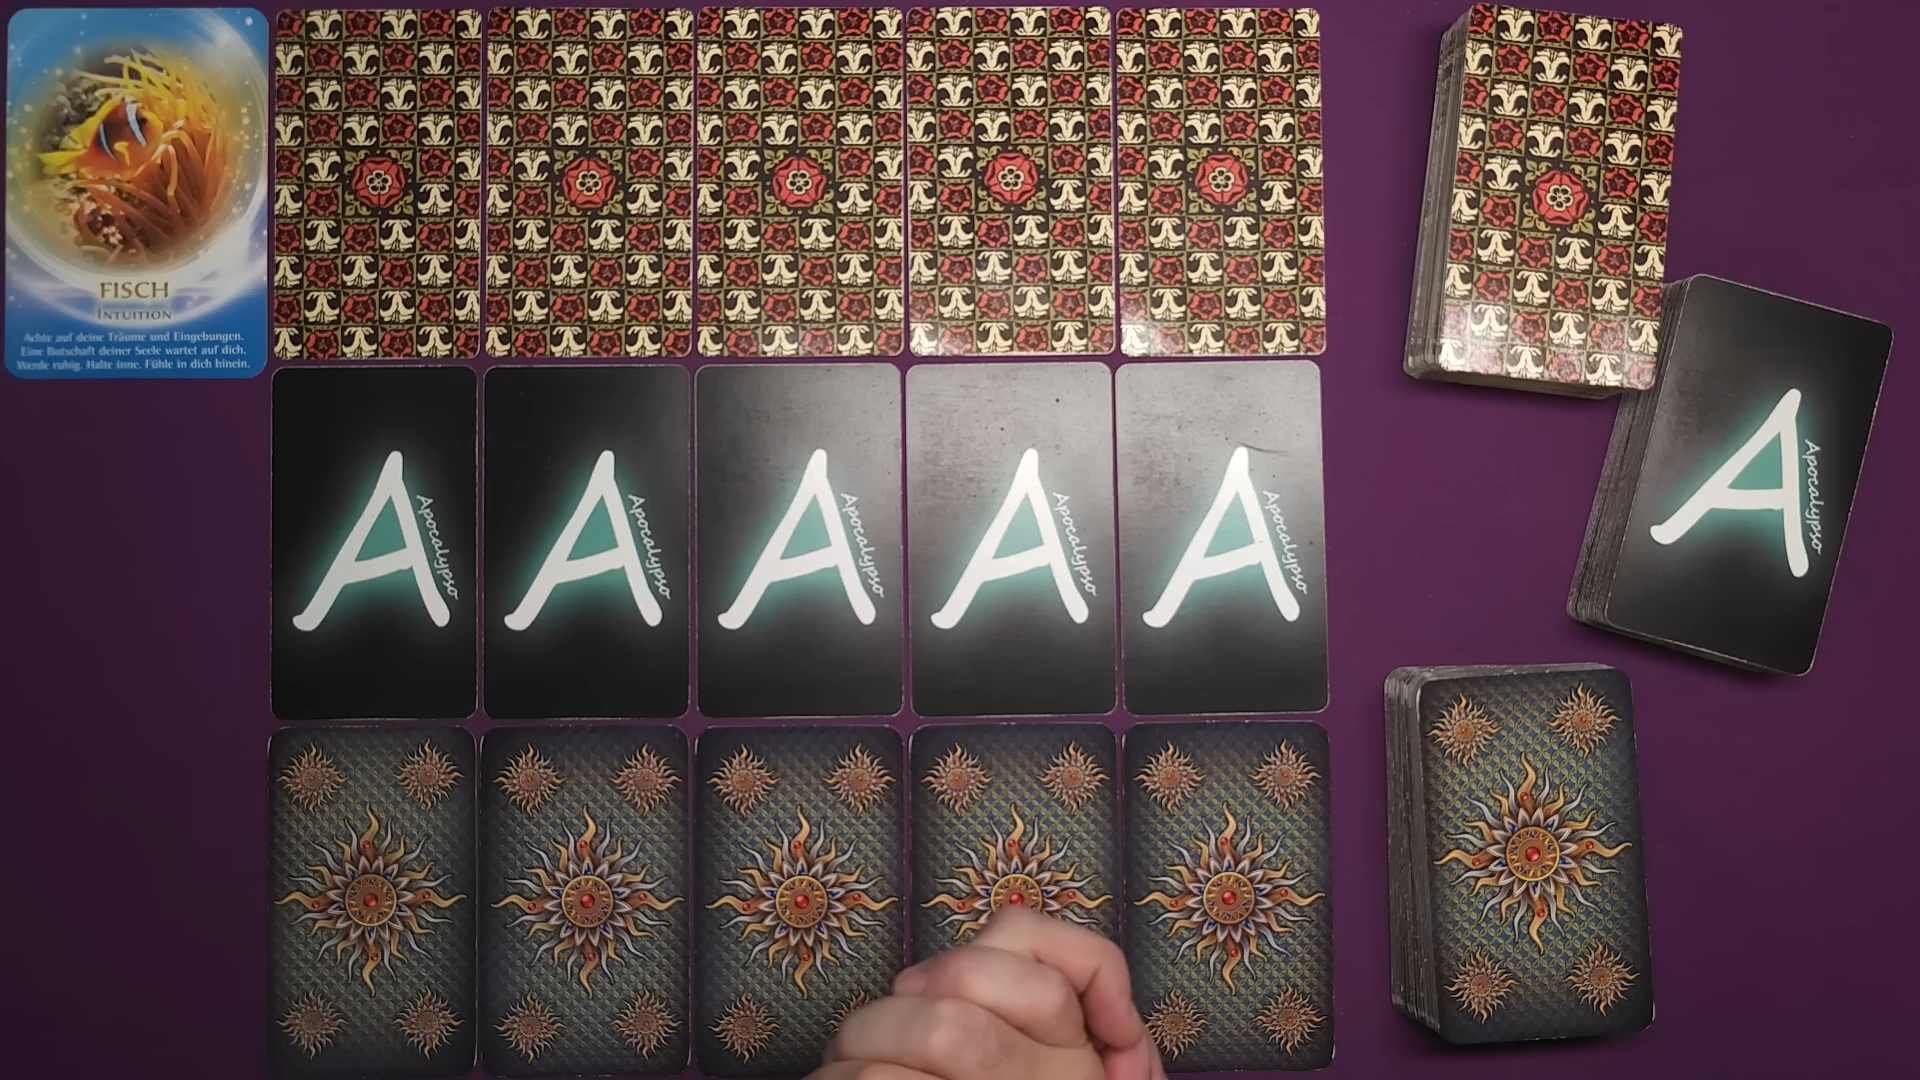 FISCH
INTUITION
Achte auf deine Träume und Eingebungen.
Eine Botschaft deiner Seele wartet auf dich.
Werde ruhig. Halte inne. Fühle in dich hinein.
A
Apocalypso
A
Apocalypso
A
Apocalypso
A
Apocalypso
A
Apocalypso
A
Apocalypso